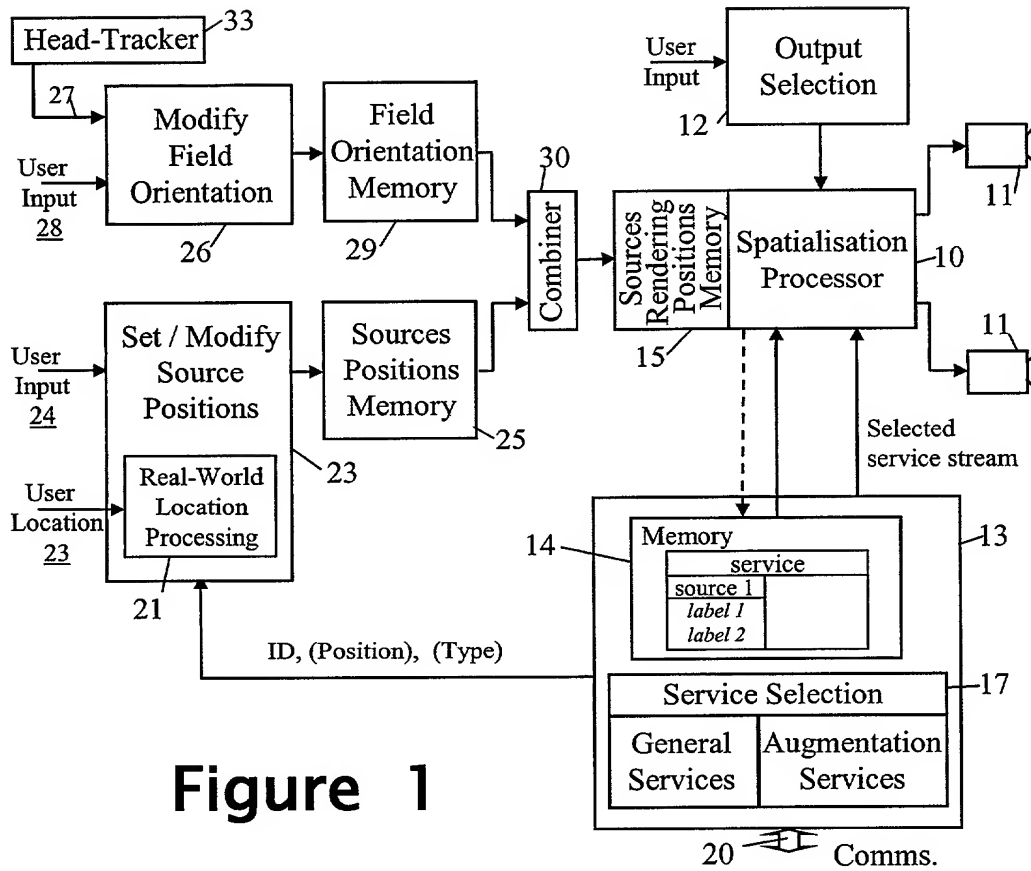 33
Head-Tracker
27
Modify
Field
Orientation
User
Input
28
26
Field
Orientation
Memory
29
30
Combiner
User
Input
Output
Selection
12
11
Sources
Rendering
Positions
Memory
Spatialisation
Processor
10
15
11
Set / Modify
Source
Positions
User
Input
24
Sources
Positions
Memory
25
23
Real-World
Location
Processing
User
Location
23
21
Selected
service stream
13
14
Memory
service
source 1
label 1
label 2
ID, (Position), (Type)
17
Service Selection
General
Services
Augmentation
Services
20
Comms.
Figure 1